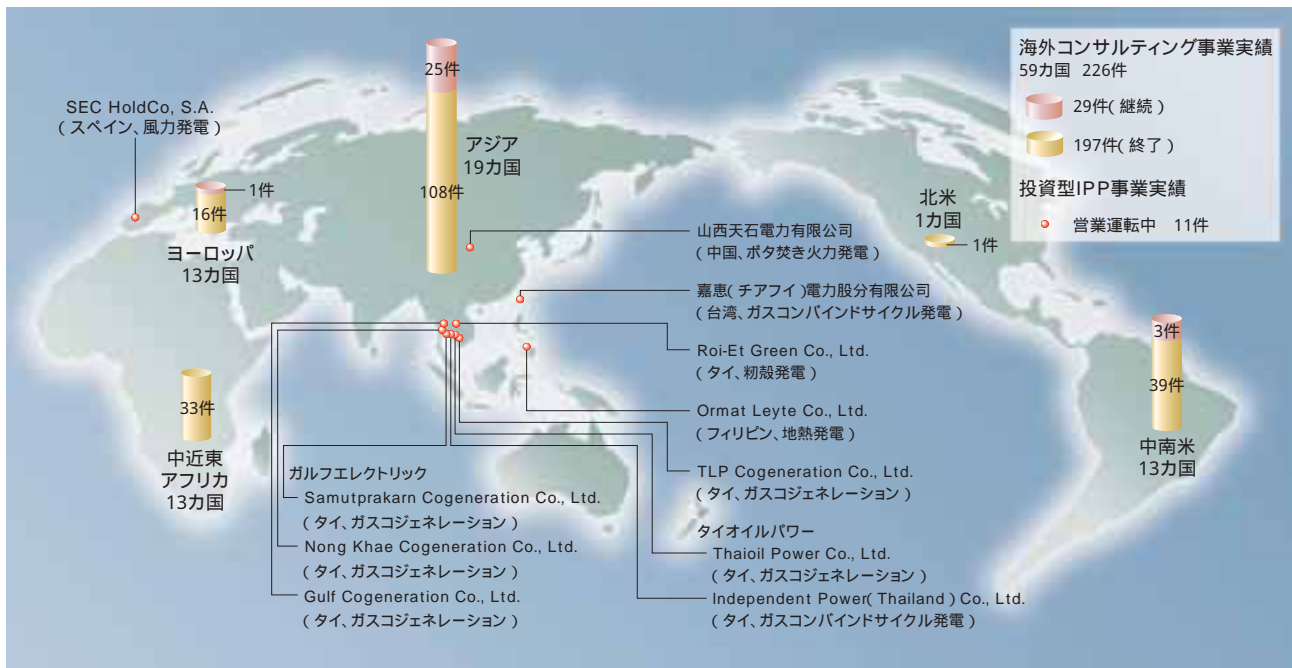 海外コンサルティング事業実績
59カ国 226件
29件(継続)
197件(終了)
投資型IPP事業実績
営業運転中 11件
SEC HoldCo, S.A.
(スペイン、風力発電)
1件
16件
ヨーロッパ
13カ国
25件
108件
アジア
19カ国
北米
1カ国
1件
3件
39件
中南米
13カ国
33件
中近東
アフリカ
13カ国
山西天石電力有限公司
(中国、ボタ焚き火力発電)
嘉恵(チアフイ)電力股分有限公司
(台湾、ガスコンバインドサイクル発電)
Roi-Et Green Co., Ltd.
(タイ、籾殻発電)
Ormat Leyte Co., Ltd.
(フィリピン、地熱発電)
TLP Cogeneration Co., Ltd.
(タイ、ガスコジェネレーション)
タイオイルパワー
Thaioil Power Co., Ltd.
(タイ、ガスコジェネレーション)
Independent Power(Thailand)Co., Ltd.
(タイ、ガスコンバインドサイクル発電)
ガルフエレクトリック
Samutprakarn Cogeneration Co., Ltd.
(タイ、ガスコジェネレーション)
Nong Khae Cogeneration Co., Ltd.
(タイ、ガスコジェネレーション)
Gulf Cogeneration Co., Ltd.
(タイ、ガスコジェネレーション)